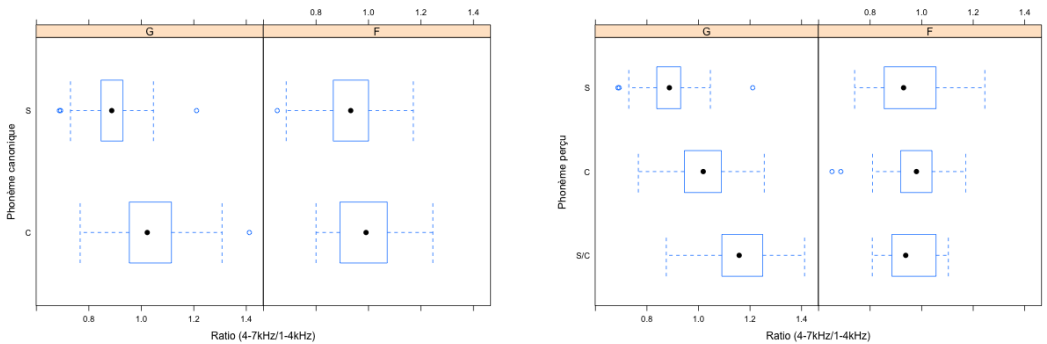 0.8 1.0 1.2 1.4
G F
S
C
Phonème canonique
0.8 1.0 1.2 1.4
Ratio (4-7kHz/1-4kHz)
0.8 1.0 1.2 1.4
G F
S
C
S/C
Phonème perçu
0.8 1.0 1.2 1.4
Ratio (4-7kHz/1-4kHz)